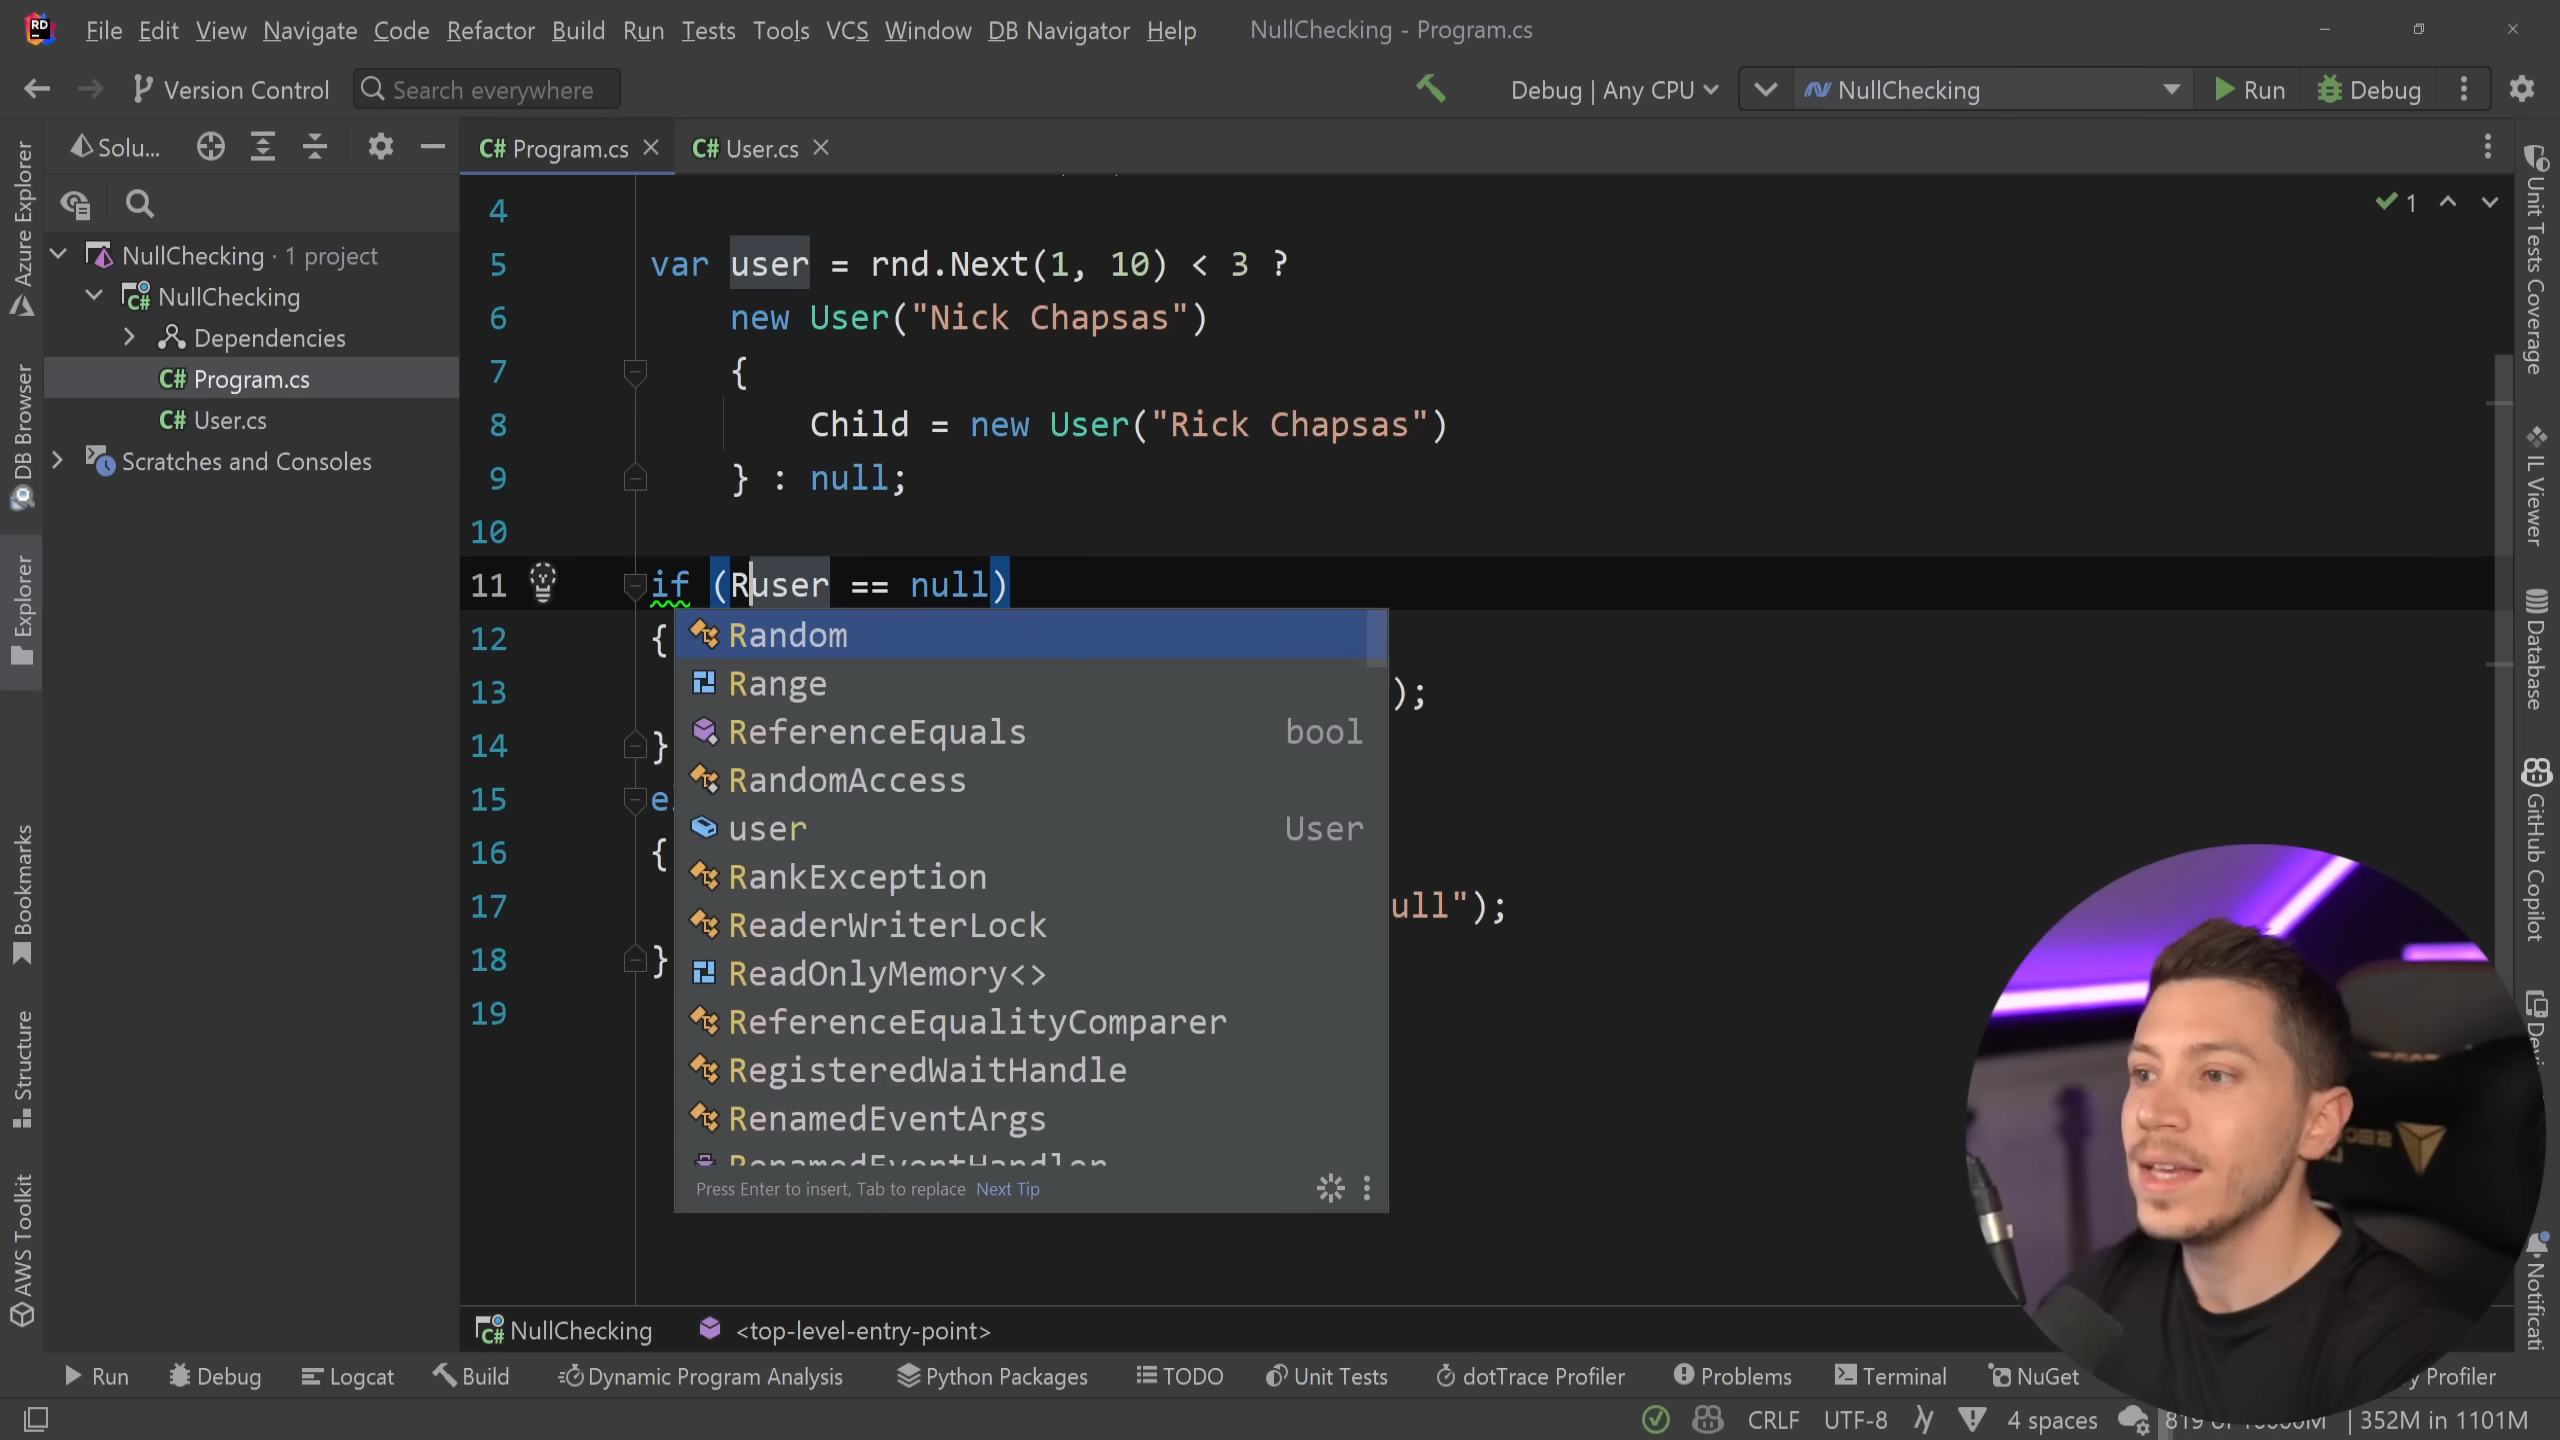 File Edit View Navigate Code Refactor Build Run Tests Tools VCS Window DB Navigator Help NullChecking - Program.cs
Version Control Search everywhere Debug | Any CPU NullChecking Run Debug
Solu... C# Program.cs C# User.cs
NullChecking · 1 project
NullChecking
Dependencies
C# Program.cs
C# User.cs
Scratches and Consoles
Azure Explorer
DB Browser
Explorer
Bookmarks
Structure
AWS Toolkit
1
4
5 var user = rnd.Next(1, 10) < 3 ?
6 new User("Nick Chapsas")
7 {
8 Child = new User("Rick Chapsas")
9 } : null;
10
11 if (Ruser == null)
12 {
13 );
14 }
15 e
16 {
17 ull");
18 }
19
Random
Range
ReferenceEquals bool
RandomAccess
user User
RankException
ReaderWriterLock
ReadOnlyMemory<>
ReferenceEqualityComparer
RegisteredWaitHandle
RenamedEventArgs
RenamedEventHandler
Press Enter to insert, Tab to replace Next Tip
Unit Tests Coverage
IL Viewer
Database
GitHub Copilot
Notificati
NullChecking <top-level-entry-point>
Run Debug Logcat Build Dynamic Program Analysis Python Packages TODO Unit Tests dotTrace Profiler Problems Terminal NuGet y Profiler
CRLF UTF-8 4 spaces 352M in 1101M